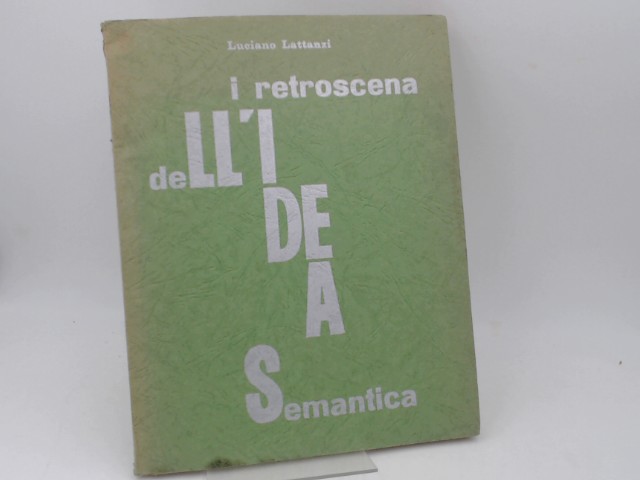 Luciano Lattanzi
i retroscena
deLL'I
DE
A
Semantica